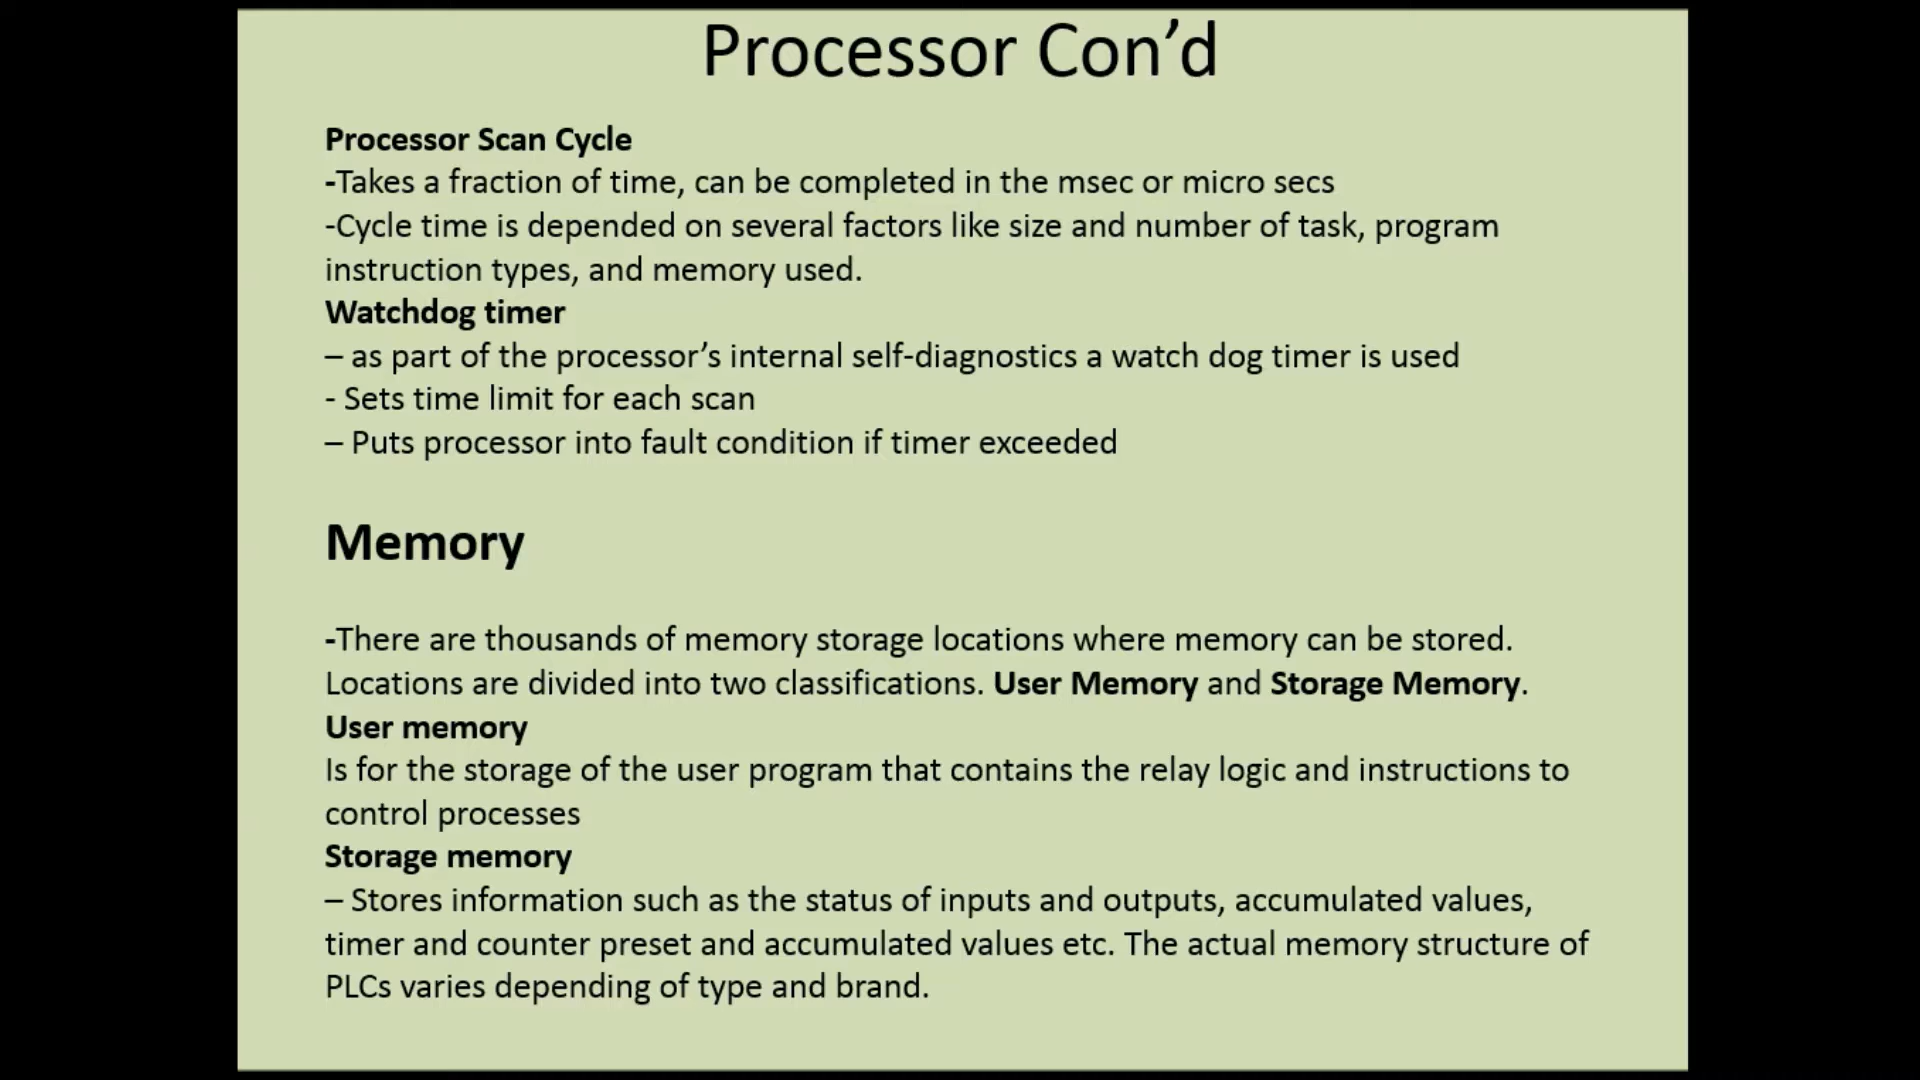 Processor Con’d
Processor Scan Cycle
-Takes a fraction of time, can be completed in the msec or micro secs
-Cycle time is depended on several factors like size and number of task, program
instruction types, and memory used.
Watchdog timer
– as part of the processor’s internal self-diagnostics a watch dog timer is used
- Sets time limit for each scan
– Puts processor into fault condition if timer exceeded
Memory
-There are thousands of memory storage locations where memory can be stored.
Locations are divided into two classifications. User Memory and Storage Memory.
User memory
Is for the storage of the user program that contains the relay logic and instructions to
control processes
Storage memory
– Stores information such as the status of inputs and outputs, accumulated values,
timer and counter preset and accumulated values etc. The actual memory structure of
PLCs varies depending of type and brand.